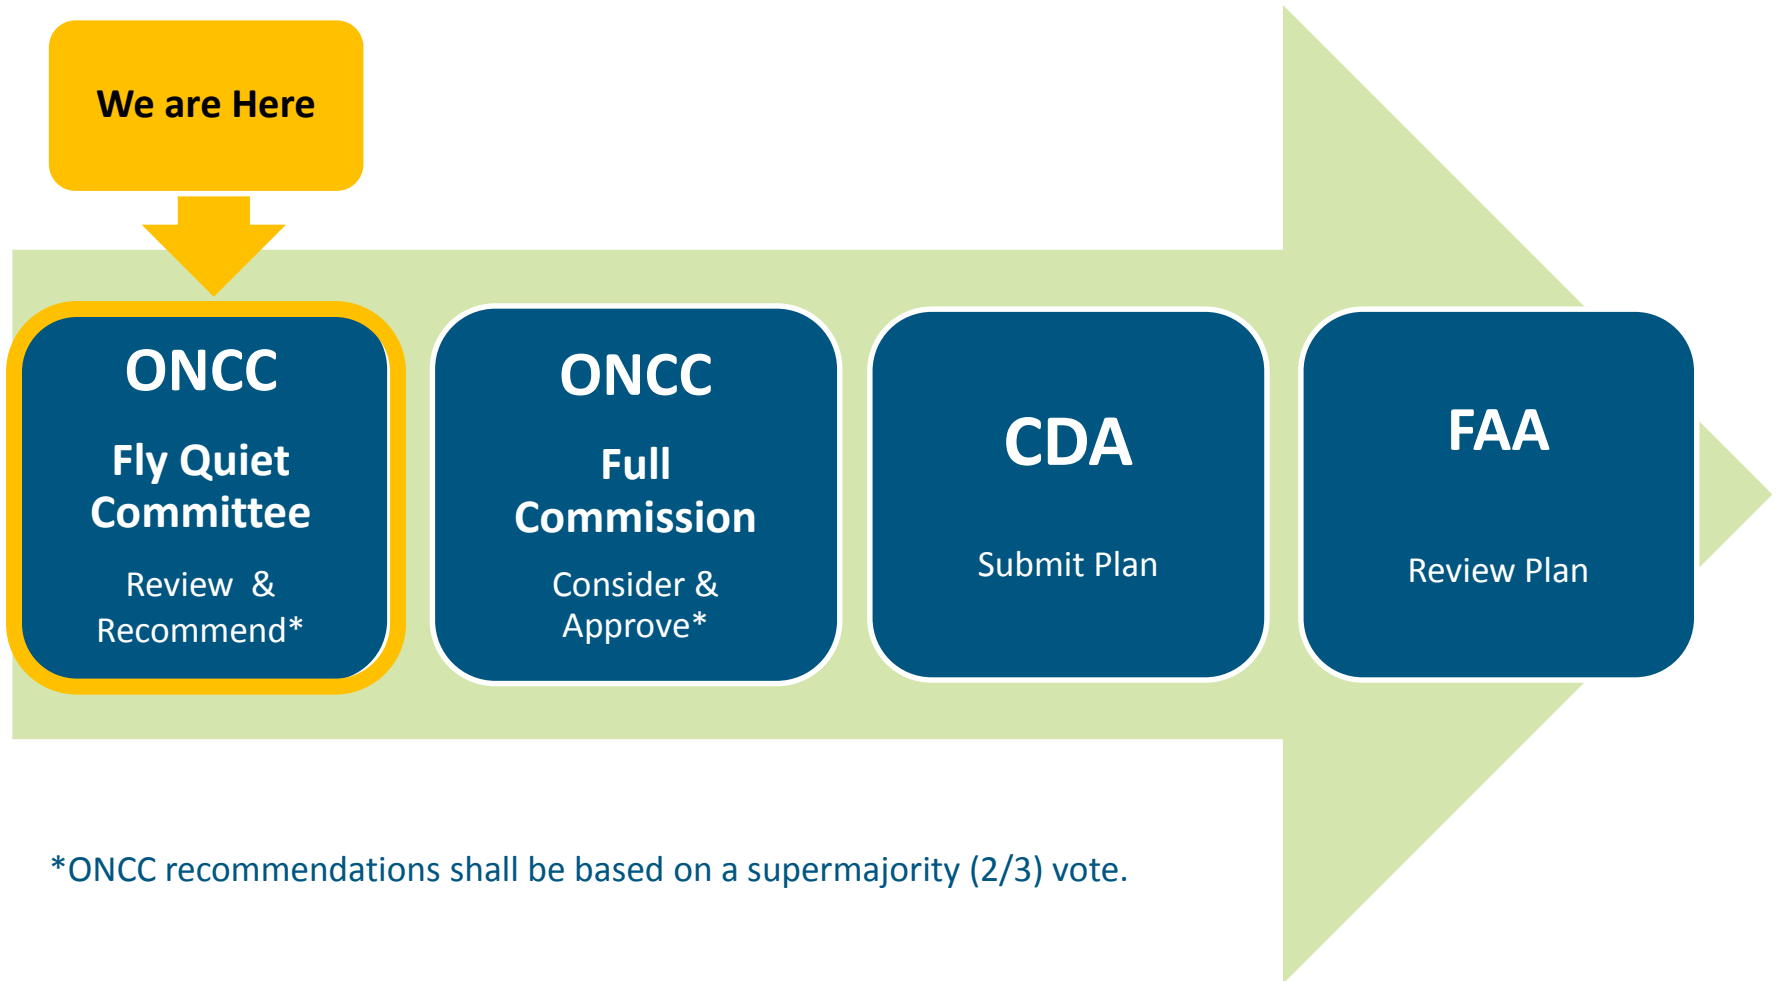 We are Here
ONCC
Fly Quiet
Committee
Review & 
Recommend*
ONCC
Full
Commission
Consider &
Approve*
CDA
Submit Plan
FAA
Review Plan
*ONCC recommendations shall be based on a supermajority (2/3) vote.